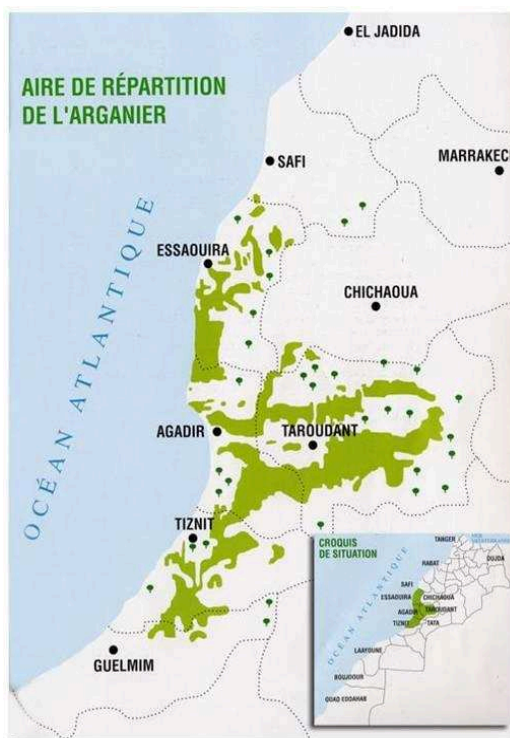 EL JADIDA
AIRE DE RÉPARTITION
DE L'ARGANIER
SAFI
MARRAKEC
ESSAOUIRA
CHICHAOUA
OCÉAN ATLANTIQUE
AGADIR
TAROUDANT
TIZNIT
GUELMIM
CROQUIS
DE SITUATION
TANGER
OUJDA
RABAT
SAFI
ESSAOUIRA
CHICHAOUA
AGADIR
TAROUDANT
TIZNIT
TATA
OCÉAN ATLANTIQUE
LAAYOUNE
BOUJDOUR
OUAD EDDAHAB